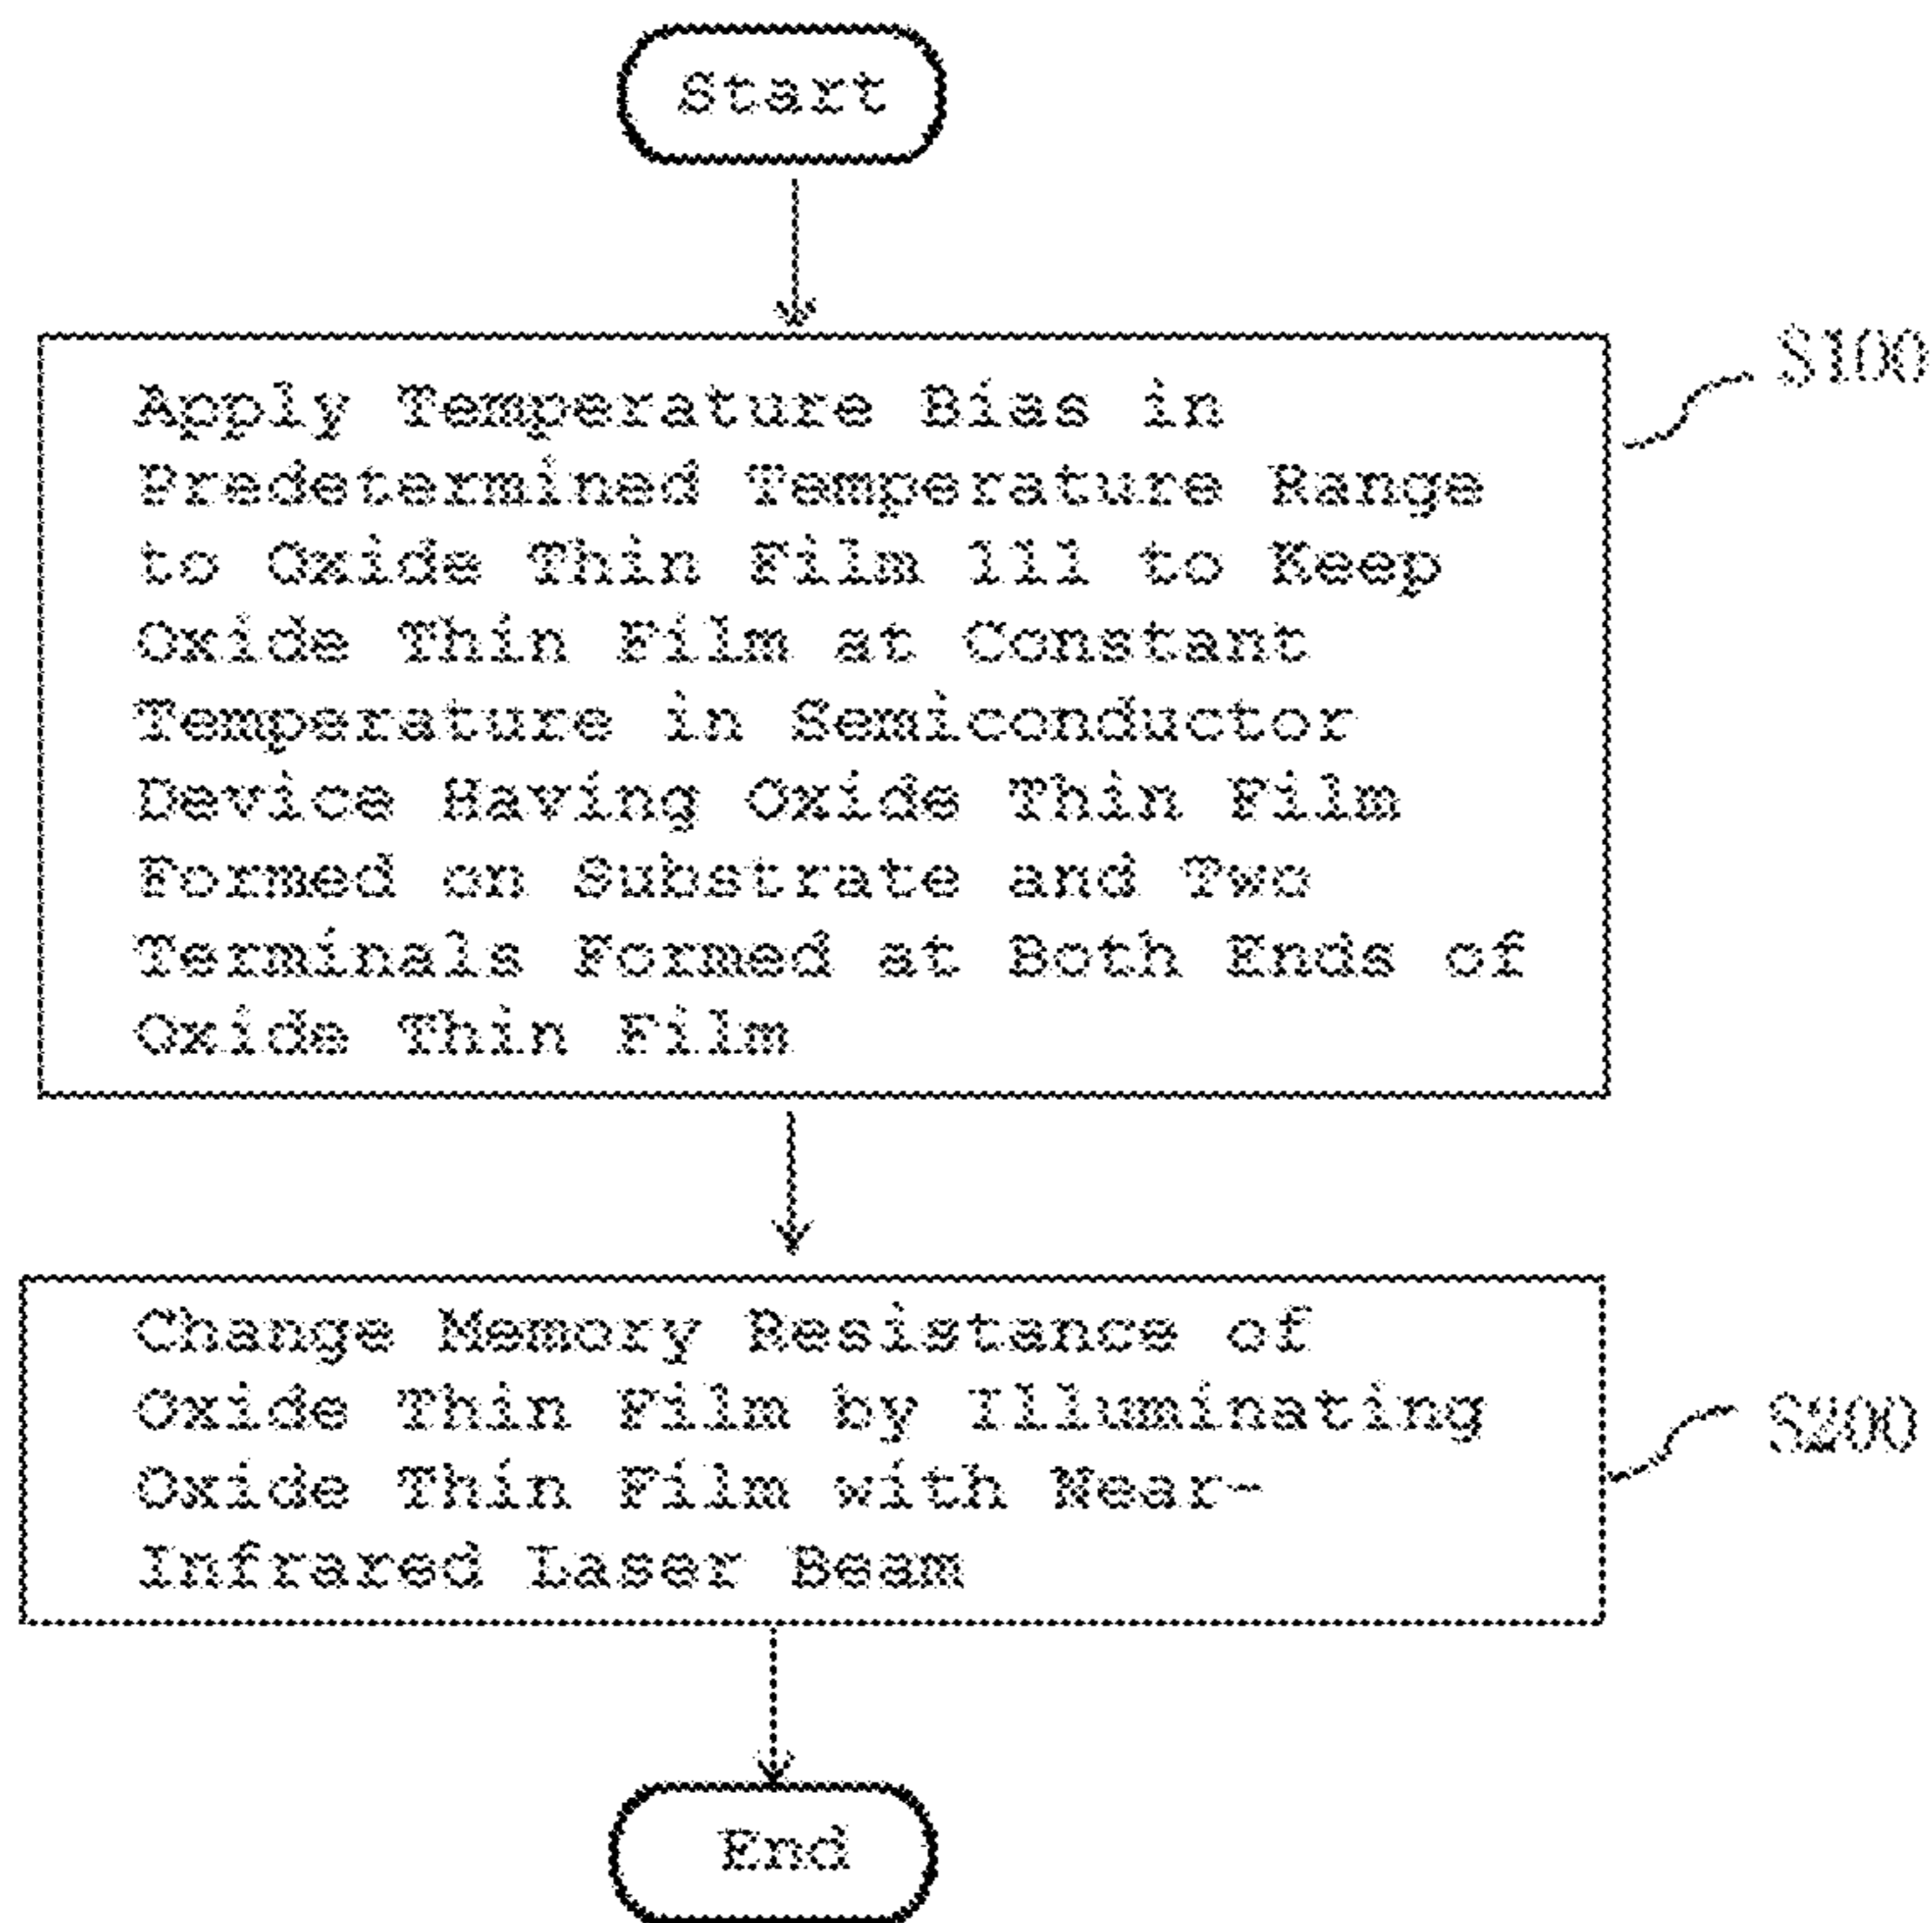 Start
S100
Apply Temperature Bias in
Predetermined Temperature Range
to Oxide Thin Film 111 to Keep
Oxide Thin Film at Constant
Temperature in Semiconductor
Device Having Oxide Thin Film
Formed on Substrate and Two
Terminals Formed at Both Ends of
Oxide Thin Film
Change Memory Resistance of
Oxide Thin Film by Illuminating
Oxide Thin Film with Near-
Infrared Laser Beam
S200
End